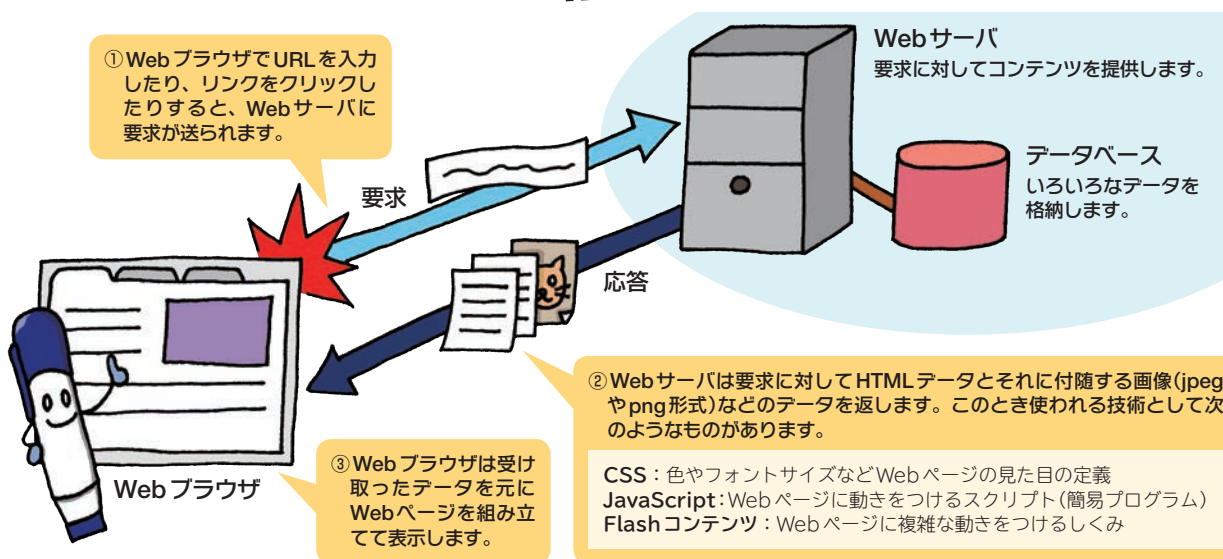 ①WebブラウザでURLを入力
したり、リンクをクリックし
たりすると、Webサーバに
要求が送られます。
Webサーバ
要求に対してコンテンツを提供します。
データベース
いろいろなデータを
格納します。
要求
応答
②Webサーバは要求に対してHTMLデータとそれに付随する画像(jpeg
やpng形式)などのデータを返します。このとき使われる技術として次
のようなものがあります。
CSS：色やフォントサイズなどWebページの見た目の定義
JavaScript：Webページに動きをつけるスクリプト(簡易プログラム)
Flashコンテンツ：Webページに複雑な動きをつけるしくみ
③Webブラウザは受け
取ったデータを元に
Webページを組み立
てて表示します。
Webブラウザ